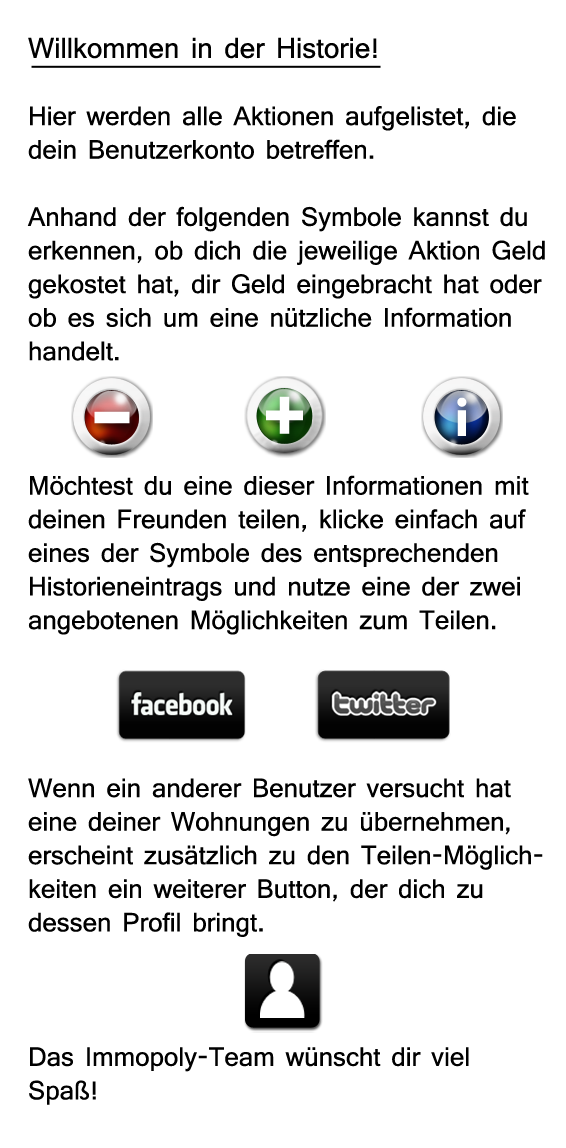 Willkommen in der Historie!
Hier werden alle Aktionen aufgelistet, die
dein Benutzerkonto betreffen.
Anhand der folgenden Symbole kannst du
erkennen, ob dich die jeweilige Aktion Geld
gekostet hat, dir Geld eingebracht hat oder
ob es sich um eine nützliche Information
handelt.
Möchtest du eine dieser Informationen mit
deinen Freunden teilen, klicke einfach auf
eines der Symbole des entsprechenden
Historieneintrags und nutze eine der zwei
angebotenen Möglichkeiten zum Teilen.
facebook twitter
Wenn ein anderer Benutzer versucht hat
eine deiner Wohnungen zu übernehmen,
erscheint zusätzlich zu den Teilen-Möglich-
keiten ein weiterer Button, der dich zu
dessen Profil bringt.
Das Immopoly-Team wünscht dir viel
Spaß!